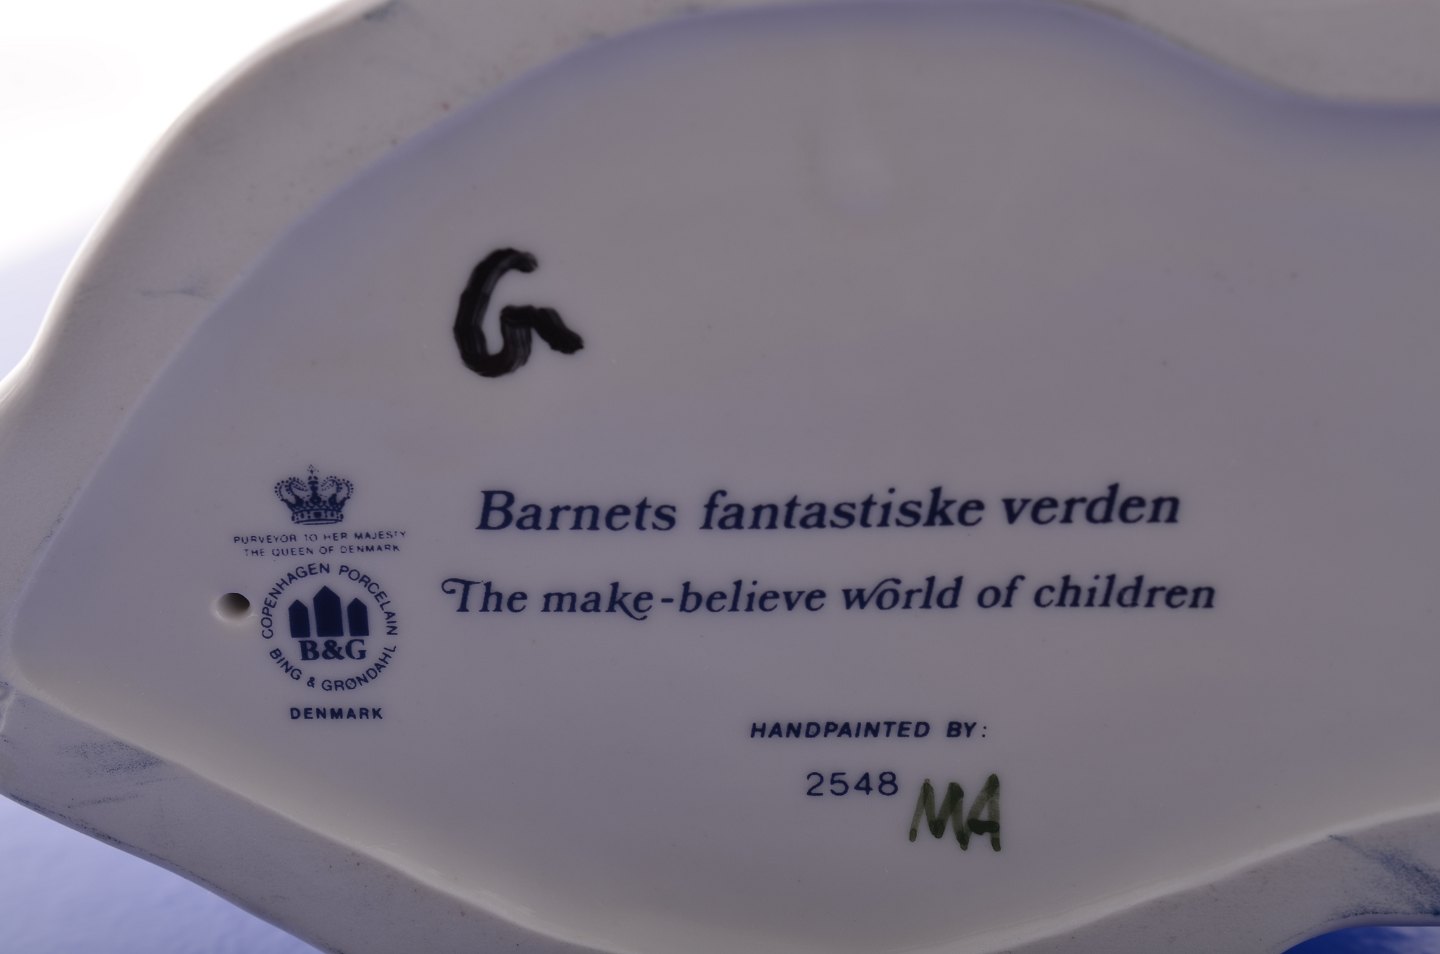 G
PURVEYOR TO HER MAJESTY
THE QUEEN OF DENMARK
COPENHAGEN PORCELAIN
B&G
BING & GRØNDAHL
DENMARK
Barnets fantastiske verden
The make-believe world of children
HANDPAINTED BY:
2548 MA